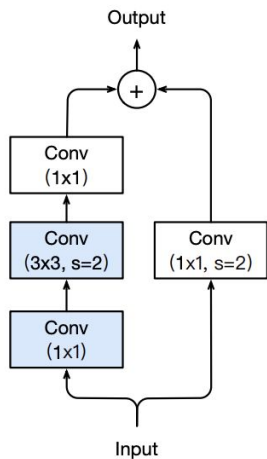 Output
+
Conv
(1x1)
Conv
(3x3, s=2)
Conv
(1x1, s=2)
Conv
(1x1)
Input